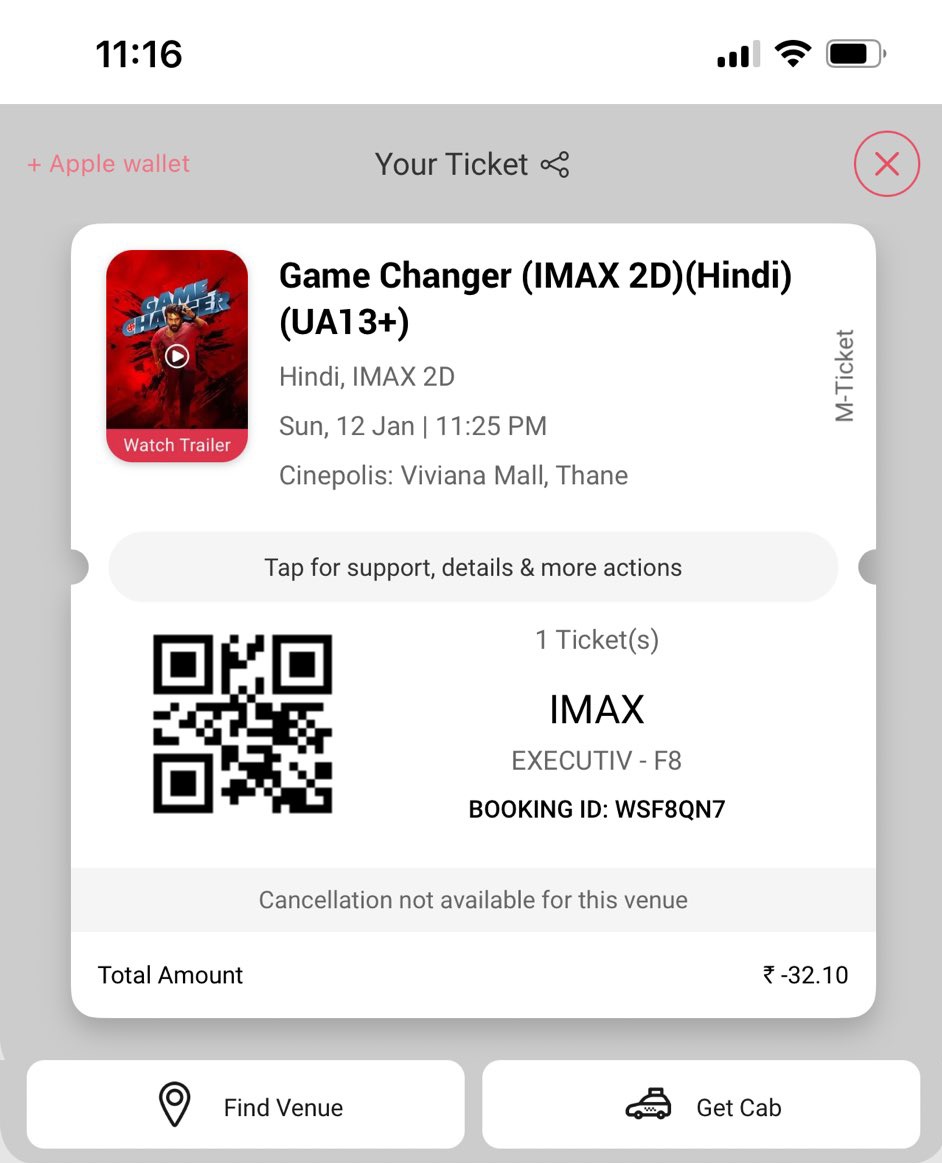 11:16
+ Apple wallet
Your Ticket
GAME
CHANGER
Watch Trailer
Game Changer (IMAX 2D)(Hindi)
(UA13+)
Hindi, IMAX 2D
Sun, 12 Jan | 11:25 PM
Cinepolis: Viviana Mall, Thane
M-Ticket
Tap for support, details & more actions
1 Ticket(s)
IMAX
EXECUTIV - F8
BOOKING ID: WSF8QN7
Cancellation not available for this venue
Total Amount
₹ -32.10
Find Venue
Get Cab